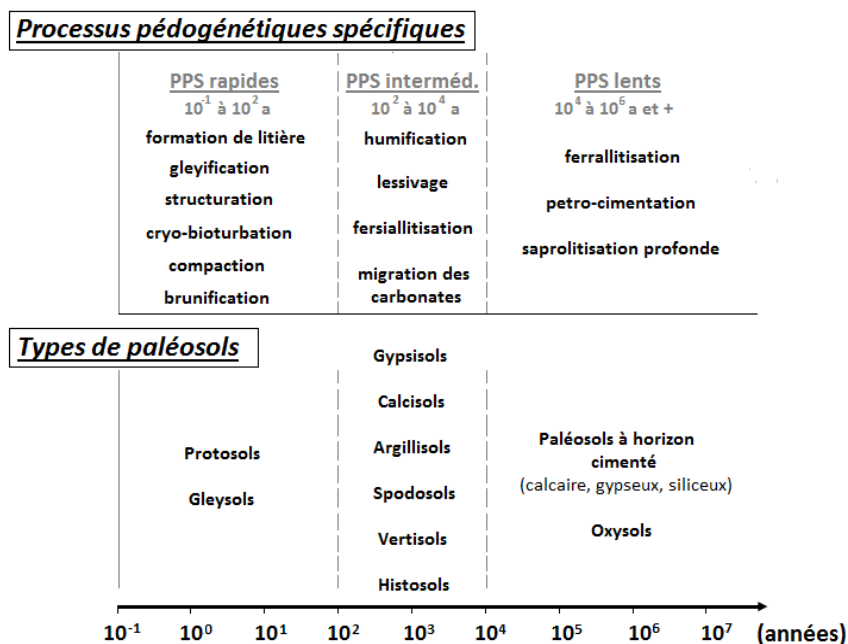 Processus pédogénétiques spécifiques
PPS rapides
10⁻¹ à 10² a
formation de litière
gleyification
structuration
cryo-bioturbation
compaction
brunification
PPS interméd.
10² à 10⁴ a
humification
lessivage
fersiallitisation
migration des
carbonates
PPS lents
10⁴ à 10⁶ a et +
ferrallitisation
petro-cimentation
saprolitisation profonde
Types de paléosols
Protosols
Gleysols
Gypsisols
Calcisols
Argillisols
Spodosols
Vertisols
Histosols
Paléosols à horizon
cimenté
(calcaire, gypseux, siliceux)
Oxysols
10⁻¹ 10⁰ 10¹ 10² 10³ 10⁴ 10⁵ 10⁶ 10⁷ (années)